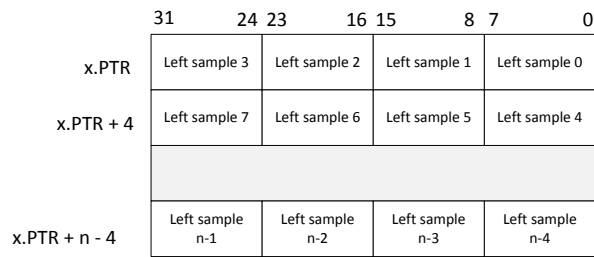 31 24 23 16 15 8 7 0
x.PTR Left sample 3 Left sample 2 Left sample 1 Left sample 0
x.PTR + 4 Left sample 7 Left sample 6 Left sample 5 Left sample 4
x.PTR + n - 4 Left sample n-1 Left sample n-2 Left sample n-3 Left sample n-4